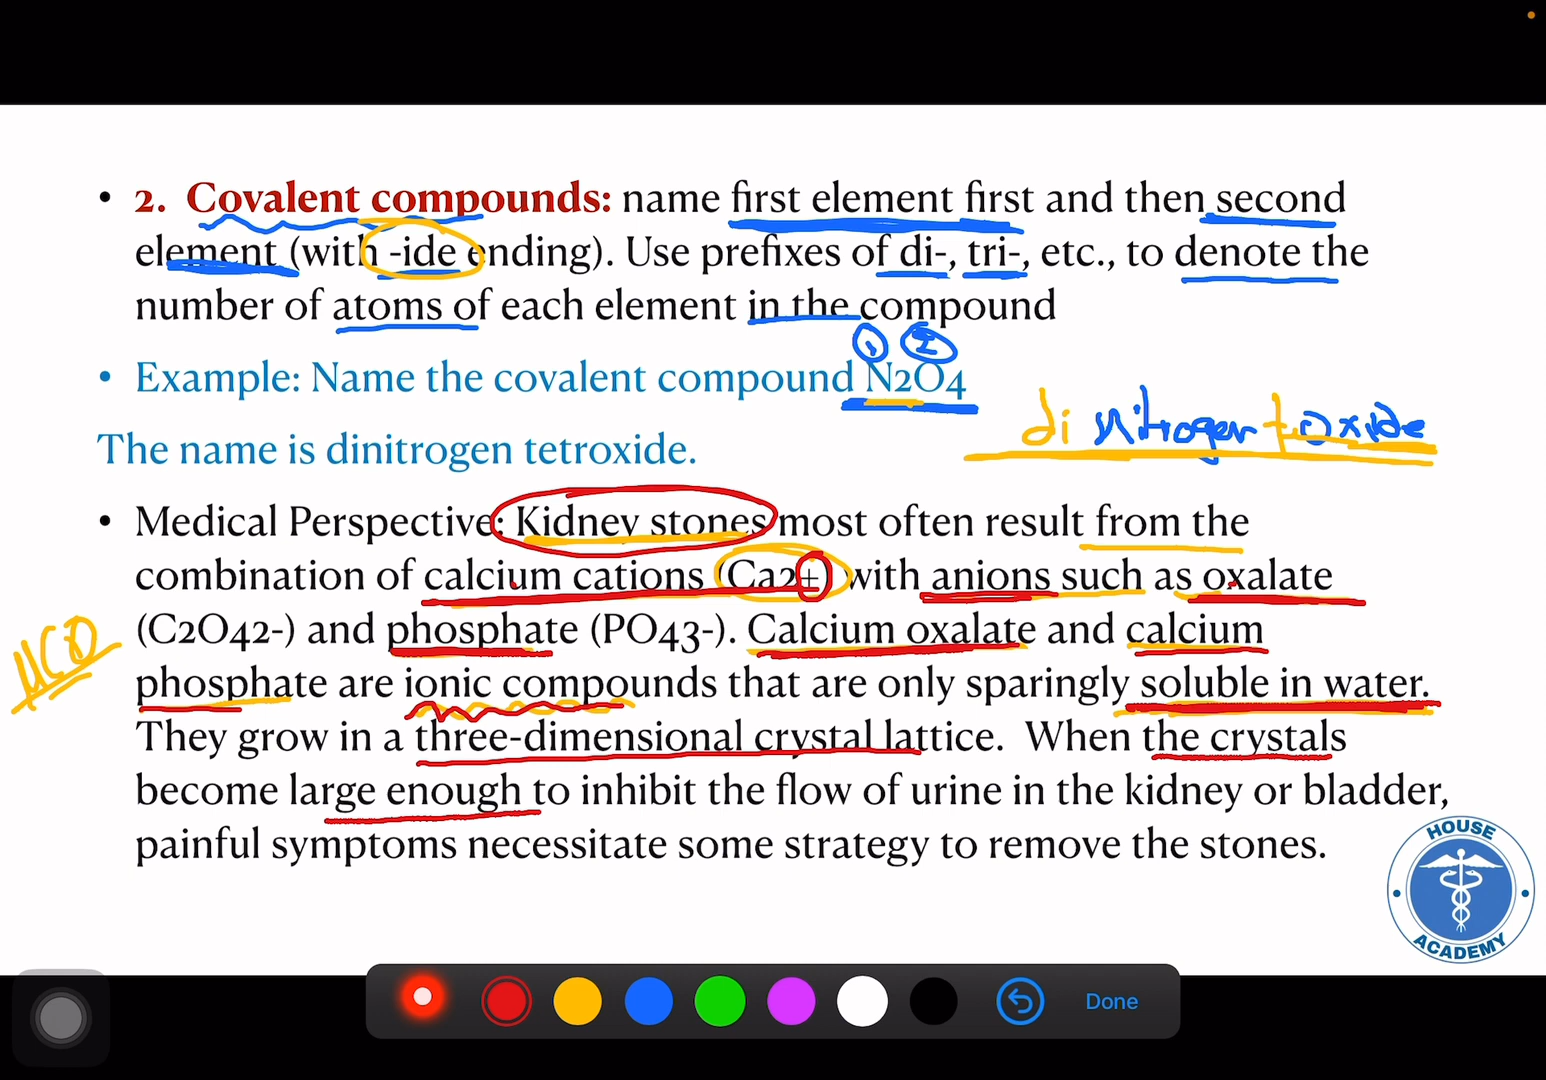 • 2. Covalent compounds: name first element first and then second
element (with -ide ending). Use prefixes of di-, tri-, etc., to denote the
number of atoms of each element in the compound
1 2
• Example: Name the covalent compound N2O4
di nitrogen t oxide
The name is dinitrogen tetroxide.
• Medical Perspective: Kidney stones most often result from the
combination of calcium cations (Ca2+) with anions such as oxalate
(C2O42-) and phosphate (PO43-). Calcium oxalate and calcium
MCQ
phosphate are ionic compounds that are only sparingly soluble in water.
They grow in a three-dimensional crystal lattice. When the crystals
become large enough to inhibit the flow of urine in the kidney or bladder,
painful symptoms necessitate some strategy to remove the stones.
HOUSE
ACADEMY
Done